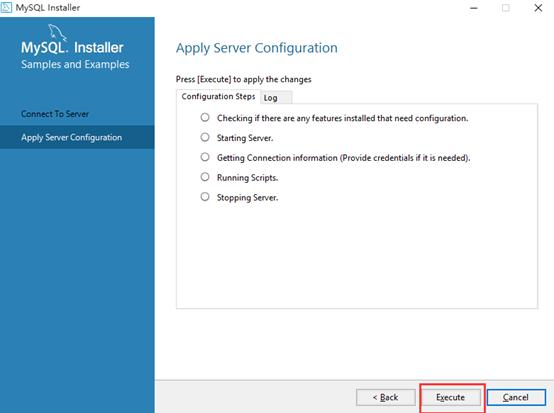 MySQL Installer
MySQL. Installer
Samples and Examples
Connect To Server
Apply Server Configuration
Apply Server Configuration
Press [Execute] to apply the changes
Configuration Steps Log
Checking if there are any features installed that need configuration.
Starting Server.
Getting Connection information (Provide credentials if it is needed).
Running Scripts.
Stopping Server.
< Back Execute Cancel